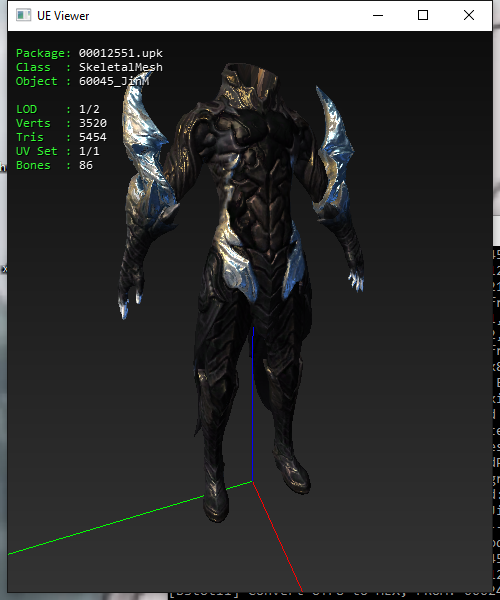 UE Viewer
Package: 00012551.upk
Class : SkeletalMesh
Object : 60045_JinM
LOD : 1/2
Verts : 3520
Tris : 5454
UV Set : 1/1
Bones : 86